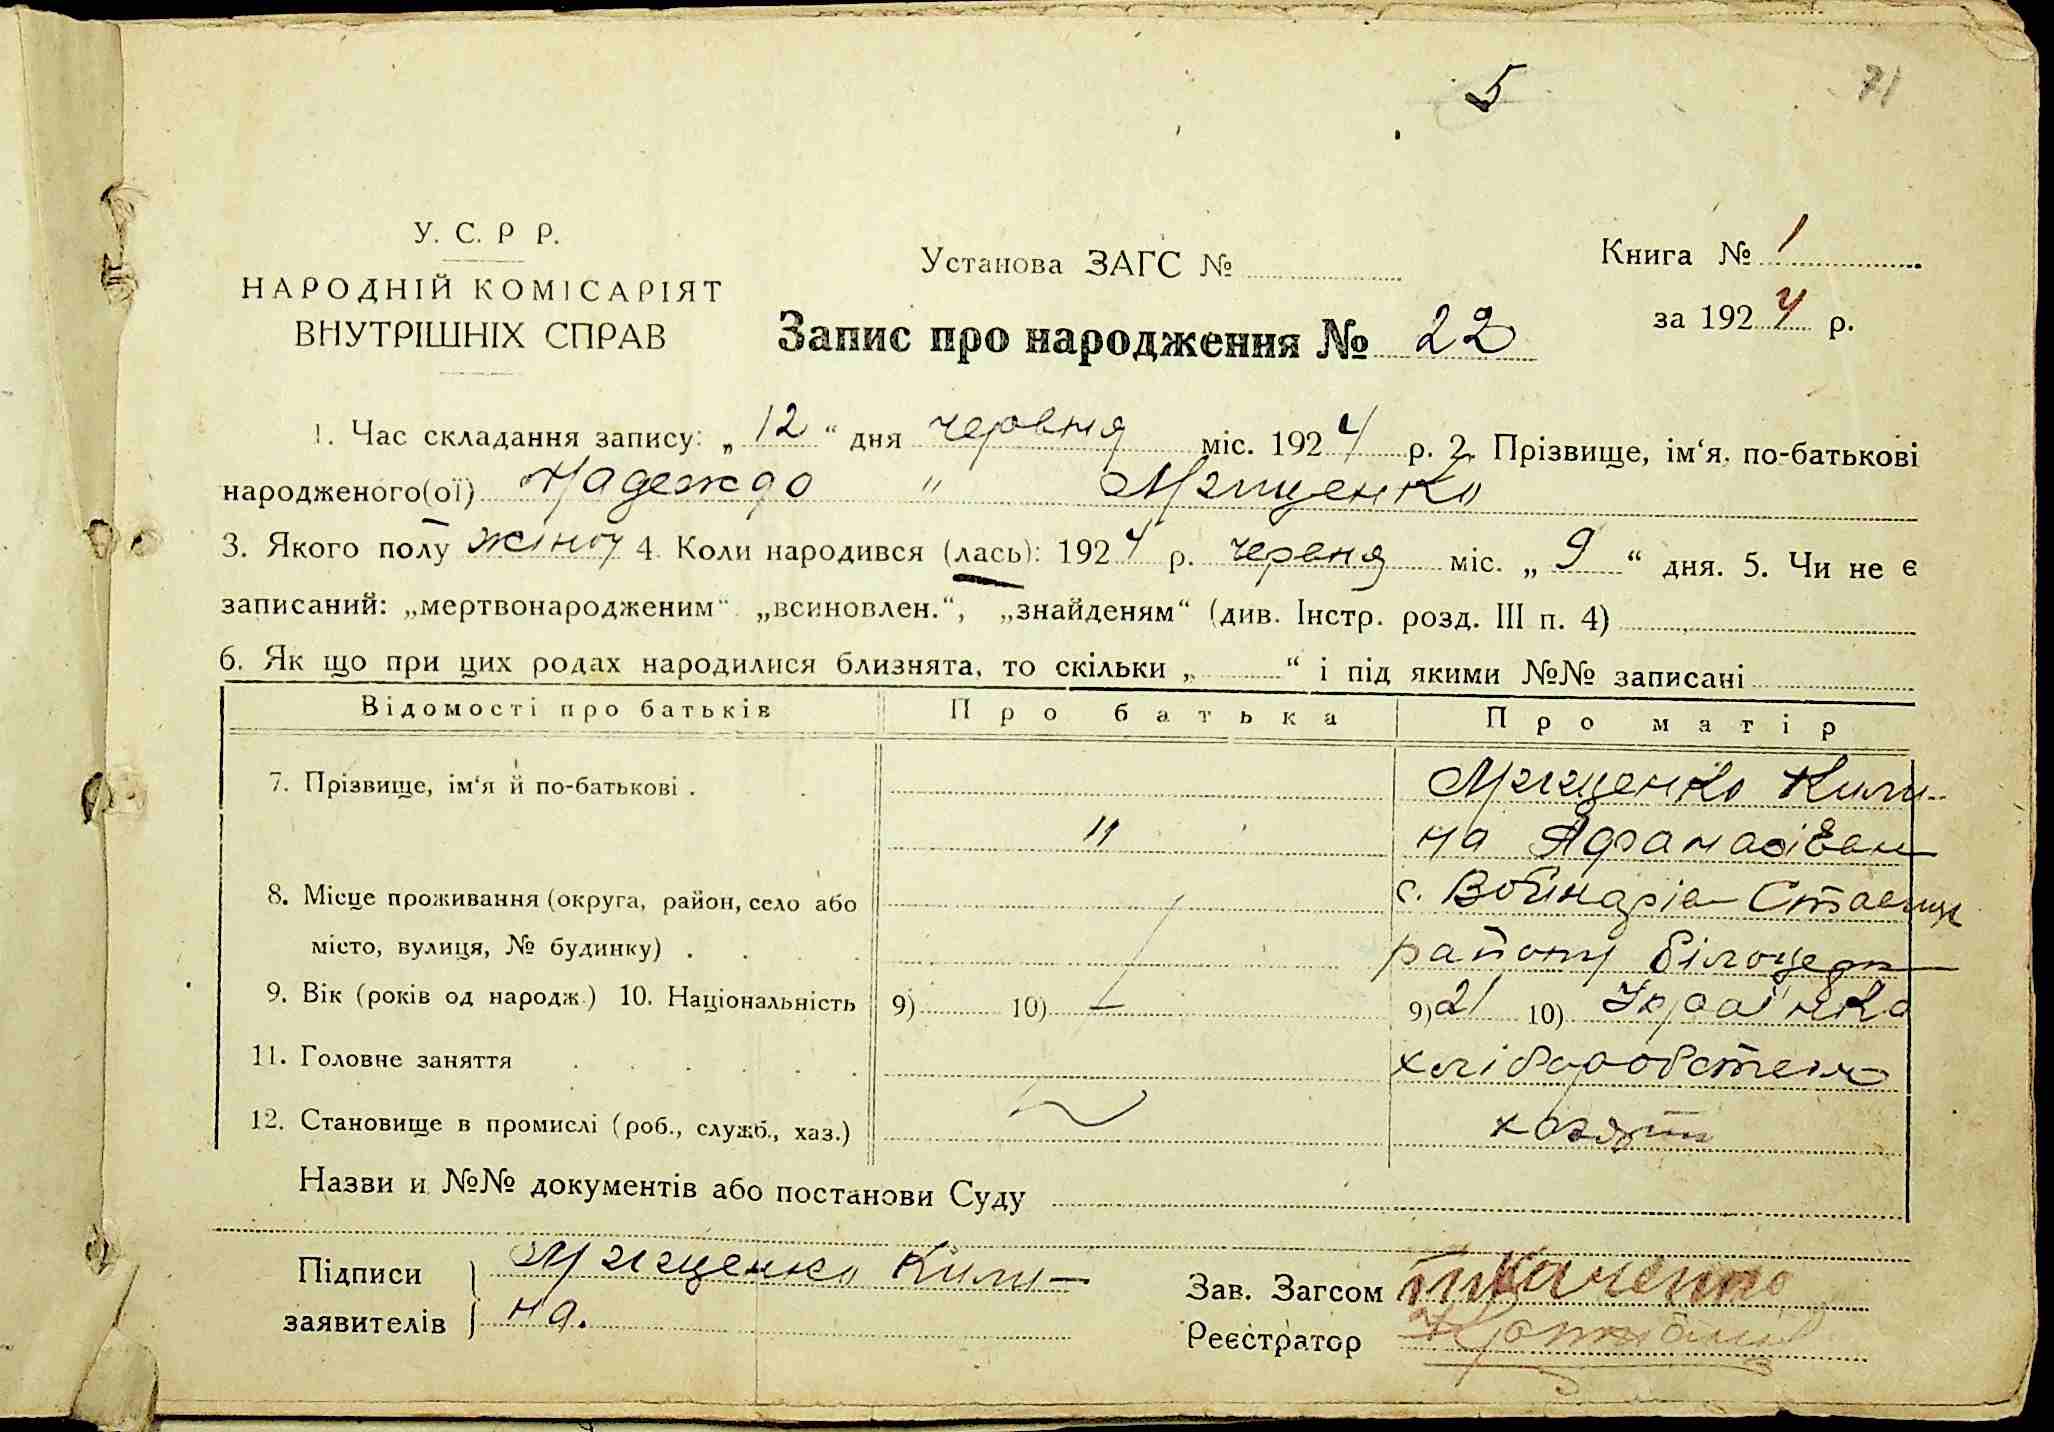 5
71
У. С. Р Р.
НАРОДНІЙ КОМІСАРІЯТ
ВНУТРІШНІХ СПРАВ
Установа ЗАГС №
Книга № 1
за 1924 р.
Запис про народження № 22
1. Час складання запису: „ 12 “ дня червня міс. 1924 р. 2. Прізвище, ім‘я, по-батькові
народженого(ої) Надежда " Мищенко
3. Якого полу жіноч 4. Коли народився (лась): 1924 р. червня міс. „ 9 “ дня. 5. Чи не є
записаний: „мертвонародженим“ „всиновлен.“, „знайденям“ (див. Інстр. розд. III п. 4)
6. Як що при цих родах народилися близнята, то скільки „ “ і під якими №№ записані
Відомості про батьків Про батька Про матір
7. Прізвище, ім‘я й по-батькові . Мищенко Кили-
" на Афанасіевн
8. Місце проживання (округа, район, село або с.
місто, вулиця, № будинку) . району Білоцерк
9. Вік (років од народж.) 10. Національність 9) 10) — 9) 21 10) Українка
11. Головне заняття
12. Становище в промислі (роб., служб., хаз.)
Назви и №№ документів або постанови Суду
Підписи Мищенко Кили-
заявителів на.
Зав. Загсом Ткаченко
Реєстратор